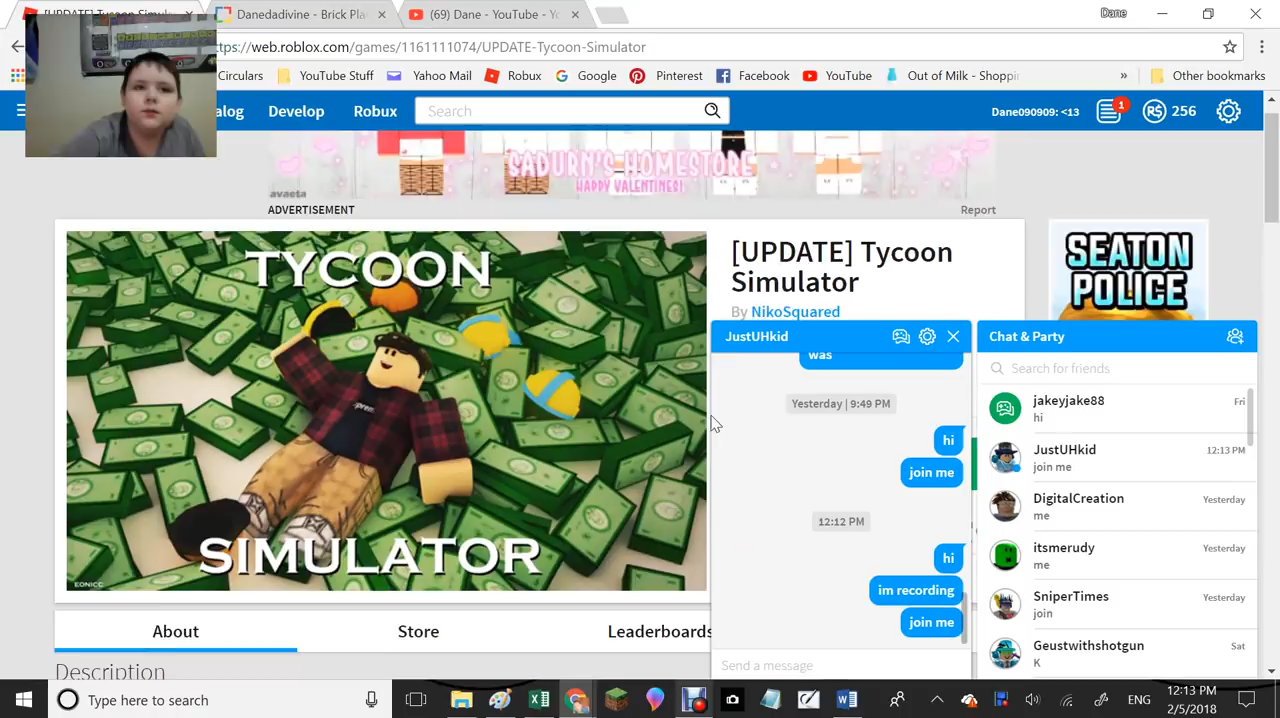 [UPDATE] Tycoon Simul
Danedadivine - Brick Pla
(69) Dane - YouTube - Yo
Dane
ttps://web.roblox.com/games/1161111074/UPDATE-Tycoon-Simulator
Circulars
YouTube Stuff
Yahoo Mail
Robux
Google
Pinterest
Facebook
YouTube
Out of Milk - Shoppi
»
Other bookmarks
alog
Develop
Robux
Search
Dane090909: <13
1
R$ 256
SADURN'S HOMESTORE
HAPPY VALENTINES!
avaeta
ADVERTISEMENT
Report
TYCOON
SIMULATOR
EONICC
[UPDATE] Tycoon
Simulator
By NikoSquared
SEATON
POLICE
JustUHkid
was
Yesterday | 9:49 PM
hi
join me
12:12 PM
hi
im recording
join me
Send a message
Chat & Party
Search for friends
jakeyjake88
Fri
hi
JustUHkid
12:13 PM
join me
DigitalCreation
Yesterday
me
itsmerudy
Yesterday
me
SniperTimes
Yesterday
join
Geustwithshotgun
Sat
K
About
Store
Leaderboards
Description
Type here to search
ENG
12:13 PM
2/5/2018